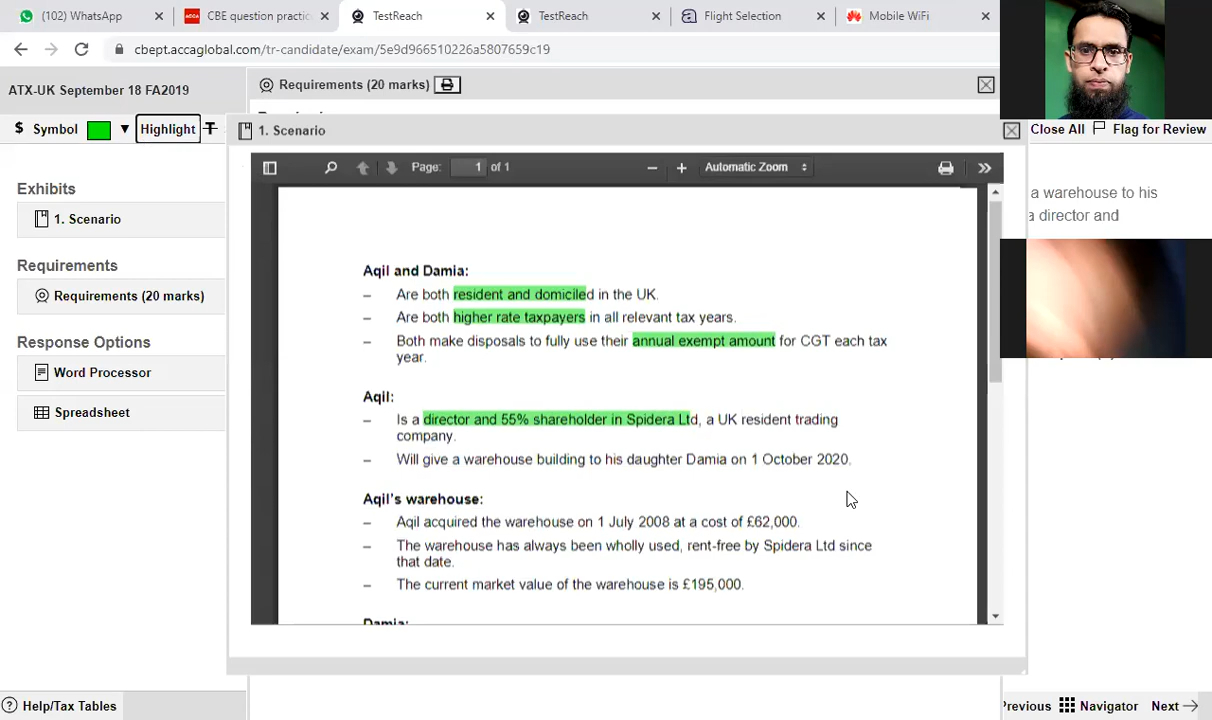 (102) WhatsApp
CBE question practic
TestReach
TestReach
Flight Selection
Mobile WiFi
cbept.accaglobal.com/tr-candidate/exam/5e9d966510226a5807659c19
ATX-UK September 18 FA2019
Requirements (20 marks)
$ Symbol
Highlight
Close All
Flag for Review
1. Scenario
Page: 1 of 1
Automatic Zoom
Exhibits
1. Scenario
Requirements
Requirements (20 marks)
Response Options
Word Processor
Spreadsheet
a warehouse to his
a director and
Aqil and Damia:
– Are both resident and domiciled in the UK.
– Are both higher rate taxpayers in all relevant tax years.
– Both make disposals to fully use their annual exempt amount for CGT each tax
year.
Aqil:
– Is a director and 55% shareholder in Spidera Ltd, a UK resident trading
company.
– Will give a warehouse building to his daughter Damia on 1 October 2020.
Aqil's warehouse:
– Aqil acquired the warehouse on 1 July 2008 at a cost of £62,000.
– The warehouse has always been wholly used, rent-free by Spidera Ltd since
that date.
– The current market value of the warehouse is £195,000.
Damia:
Help/Tax Tables
Previous
Navigator
Next